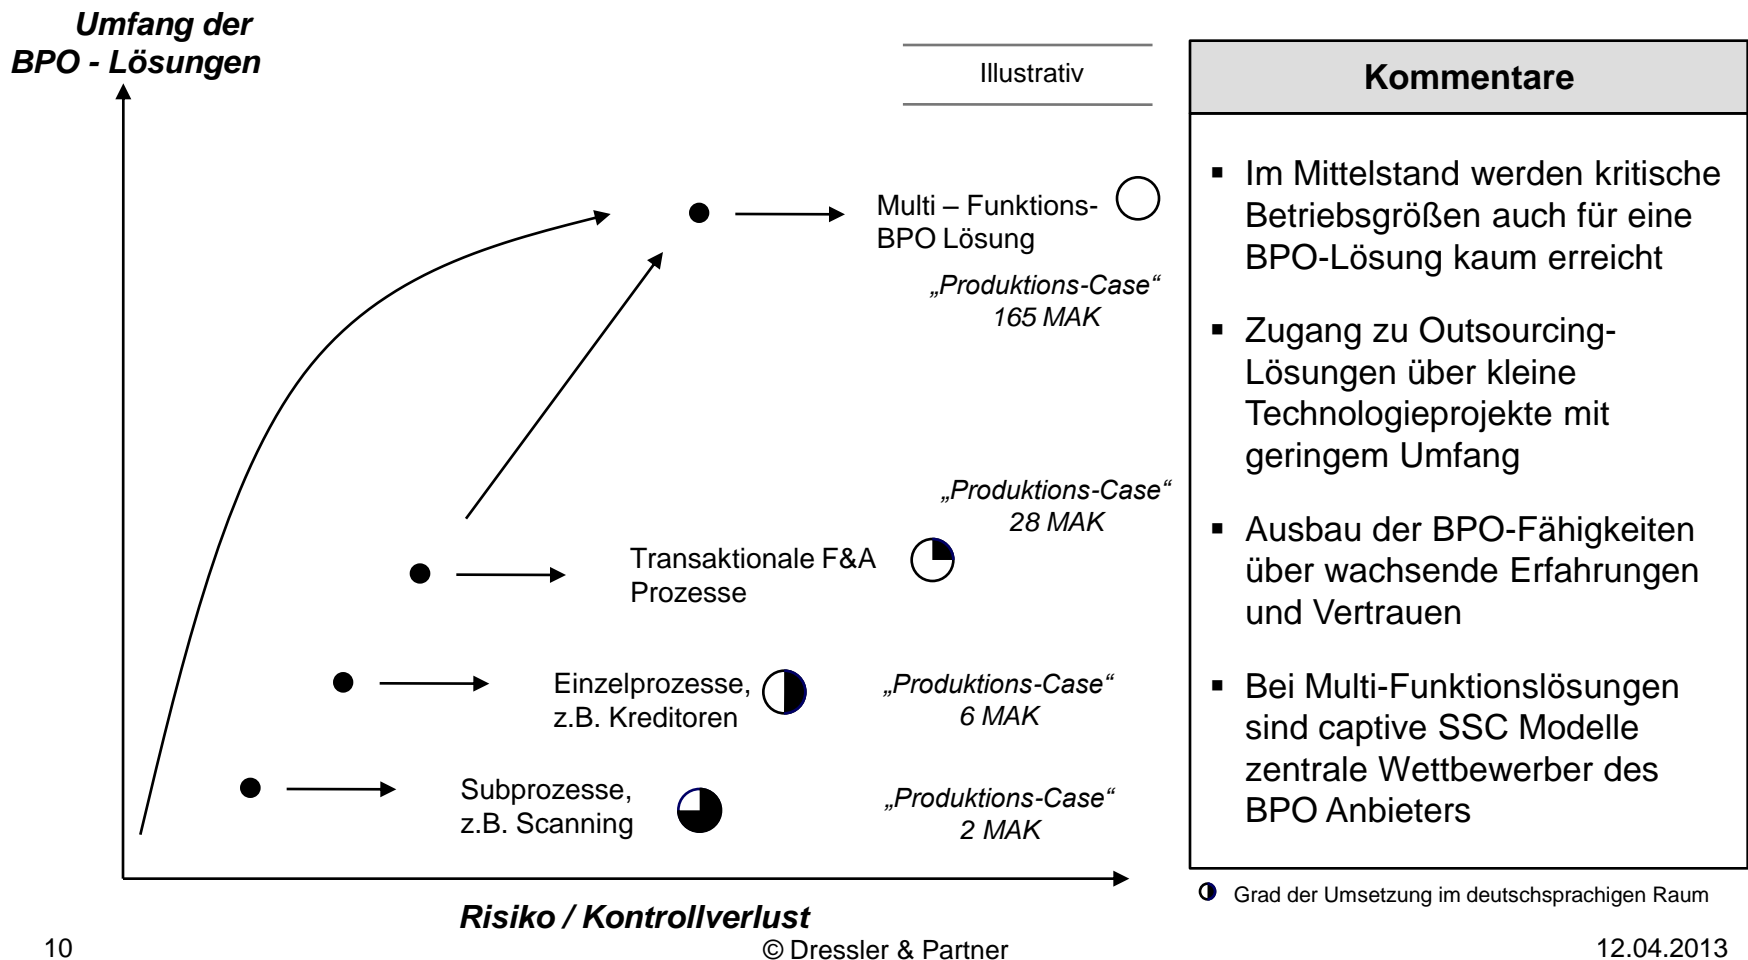 Umfang der
BPO - Lösungen
Illustrativ
Multi – Funktions-
BPO Lösung
„Produktions-Case“
165 MAK
„Produktions-Case“
28 MAK
Transaktionale F&A
Prozesse
Einzelprozesse,
z.B. Kreditoren
„Produktions-Case“
6 MAK
Subprozesse,
z.B. Scanning
„Produktions-Case“
2 MAK
Risiko / Kontrollverlust
Kommentare
▪ Im Mittelstand werden kritische
Betriebsgrößen auch für eine
BPO-Lösung kaum erreicht
▪ Zugang zu Outsourcing-
Lösungen über kleine
Technologieprojekte mit
geringem Umfang
▪ Ausbau der BPO-Fähigkeiten
über wachsende Erfahrungen
und Vertrauen
▪ Bei Multi-Funktionslösungen
sind captive SSC Modelle
zentrale Wettbewerber des
BPO Anbieters
Grad der Umsetzung im deutschsprachigen Raum
10
© Dressler & Partner
12.04.2013